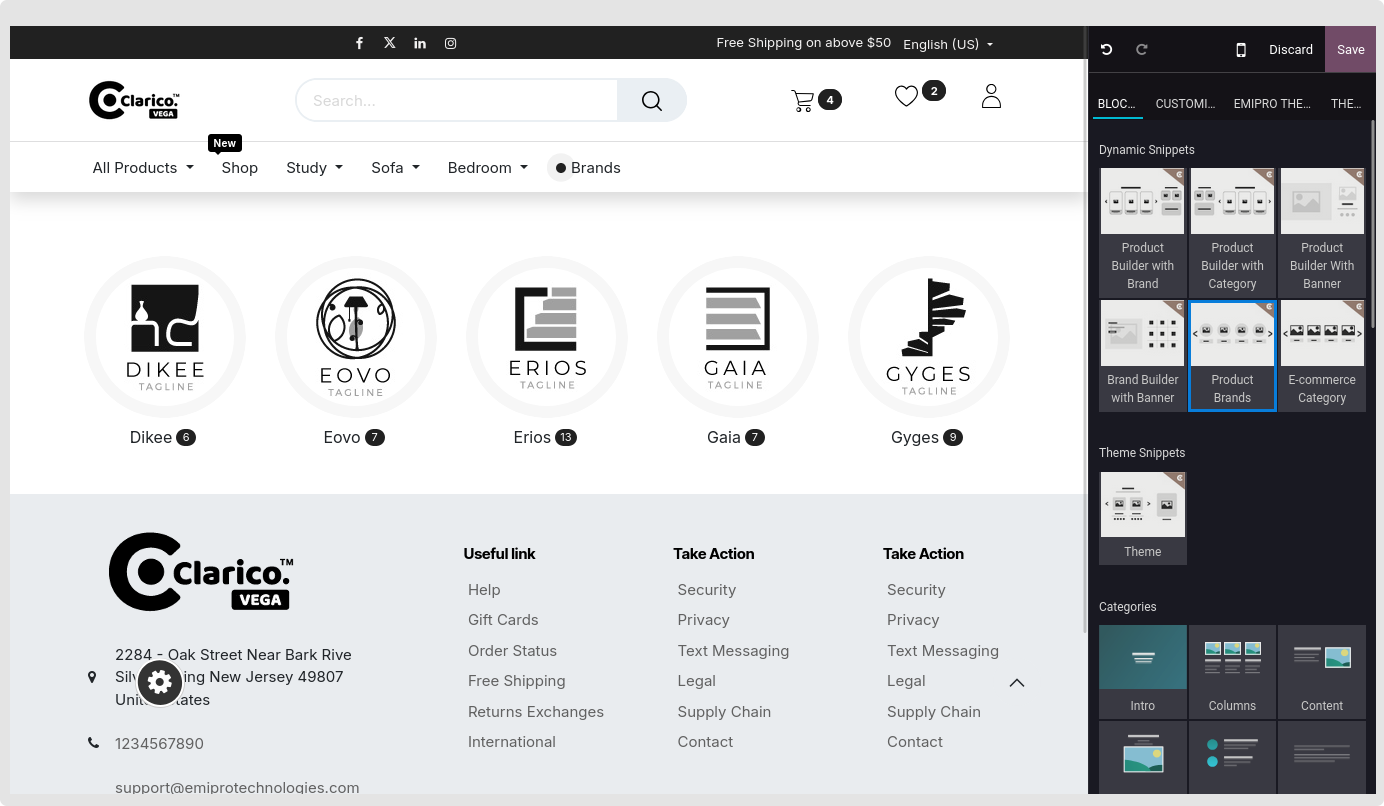 Free Shipping on above $50 English (US)
Discard Save
Clarico.™
VEGA
Search...
4
2
BLOC... CUSTOMI... EMIPRO THE... THE...
New
All Products Shop Study Sofa Bedroom Brands
Dynamic Snippets
Product Builder with Brand
Product Builder with Category
Product Builder With Banner
Brand Builder with Banner
Product Brands
E-commerce Category
DIKEE
TAGLINE
EOVO
TAGLINE
ERIOS
TAGLINE
GAIA
TAGLINE
GYGES
TAGLINE
Dikee 6
Eovo 7
Erios 13
Gaia 7
Gyges 9
Theme Snippets
Theme
Categories
Intro
Columns
Content
Clarico.™
VEGA
2284 - Oak Street Near Bark Rive
New Jersey 49807
1234567890
support@emiprotechnologies.com
Useful link
Help
Gift Cards
Order Status
Free Shipping
Returns Exchanges
International
Take Action
Security
Privacy
Text Messaging
Legal
Supply Chain
Contact
Take Action
Security
Privacy
Text Messaging
Legal
Supply Chain
Contact